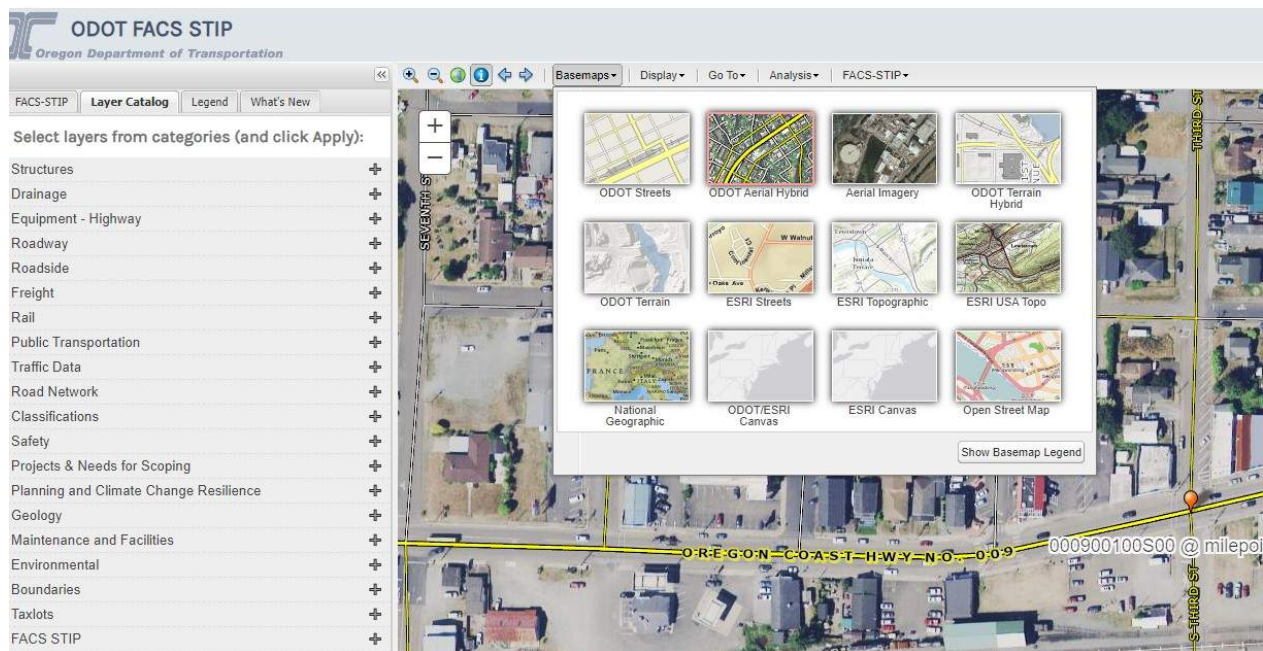 ODOT FACS STIP
Oregon Department of Transportation
Basemaps
Display
Go To
Analysis
FACS-STIP
FACS-STIP
Layer Catalog
Legend
What's New
Select layers from categories (and click Apply):
Structures
Drainage
Equipment - Highway
Roadway
Roadside
Freight
Rail
Public Transportation
Traffic Data
Road Network
Classifications
Safety
Projects & Needs for Scoping
Planning and Climate Change Resilience
Geology
Maintenance and Facilities
Environmental
Boundaries
Taxlots
FACS STIP
ODOT Streets
ODOT Aerial Hybrid
Aerial Imagery
ODOT Terrain
Hybrid
ODOT Terrain
ESRI Streets
ESRI Topographic
ESRI USA Topo
National
Geographic
ODOT/ESRI
Canvas
ESRI Canvas
Open Street Map
W Walnut
FRANCE
ITALY
Show Basemap Legend
SEVENTH S
THIRD ST
OREGON COAST HWY NO. 009
000900100S00 @ milepoi
S THIRD ST